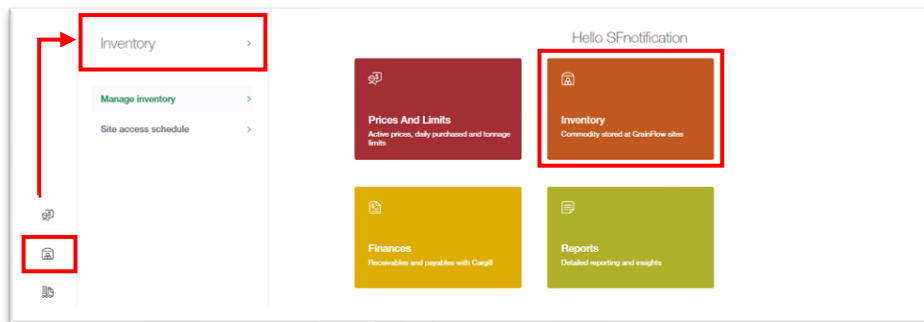 Inventory
Manage inventory
Site access schedule
Hello SFnotification
Prices And Limits
Active prices, daily purchased and tonnage
limits
Inventory
Commodity stored at GrainFlow sites
Finances
Receivables and payables with Cargill
Reports
Detailed reporting and insights